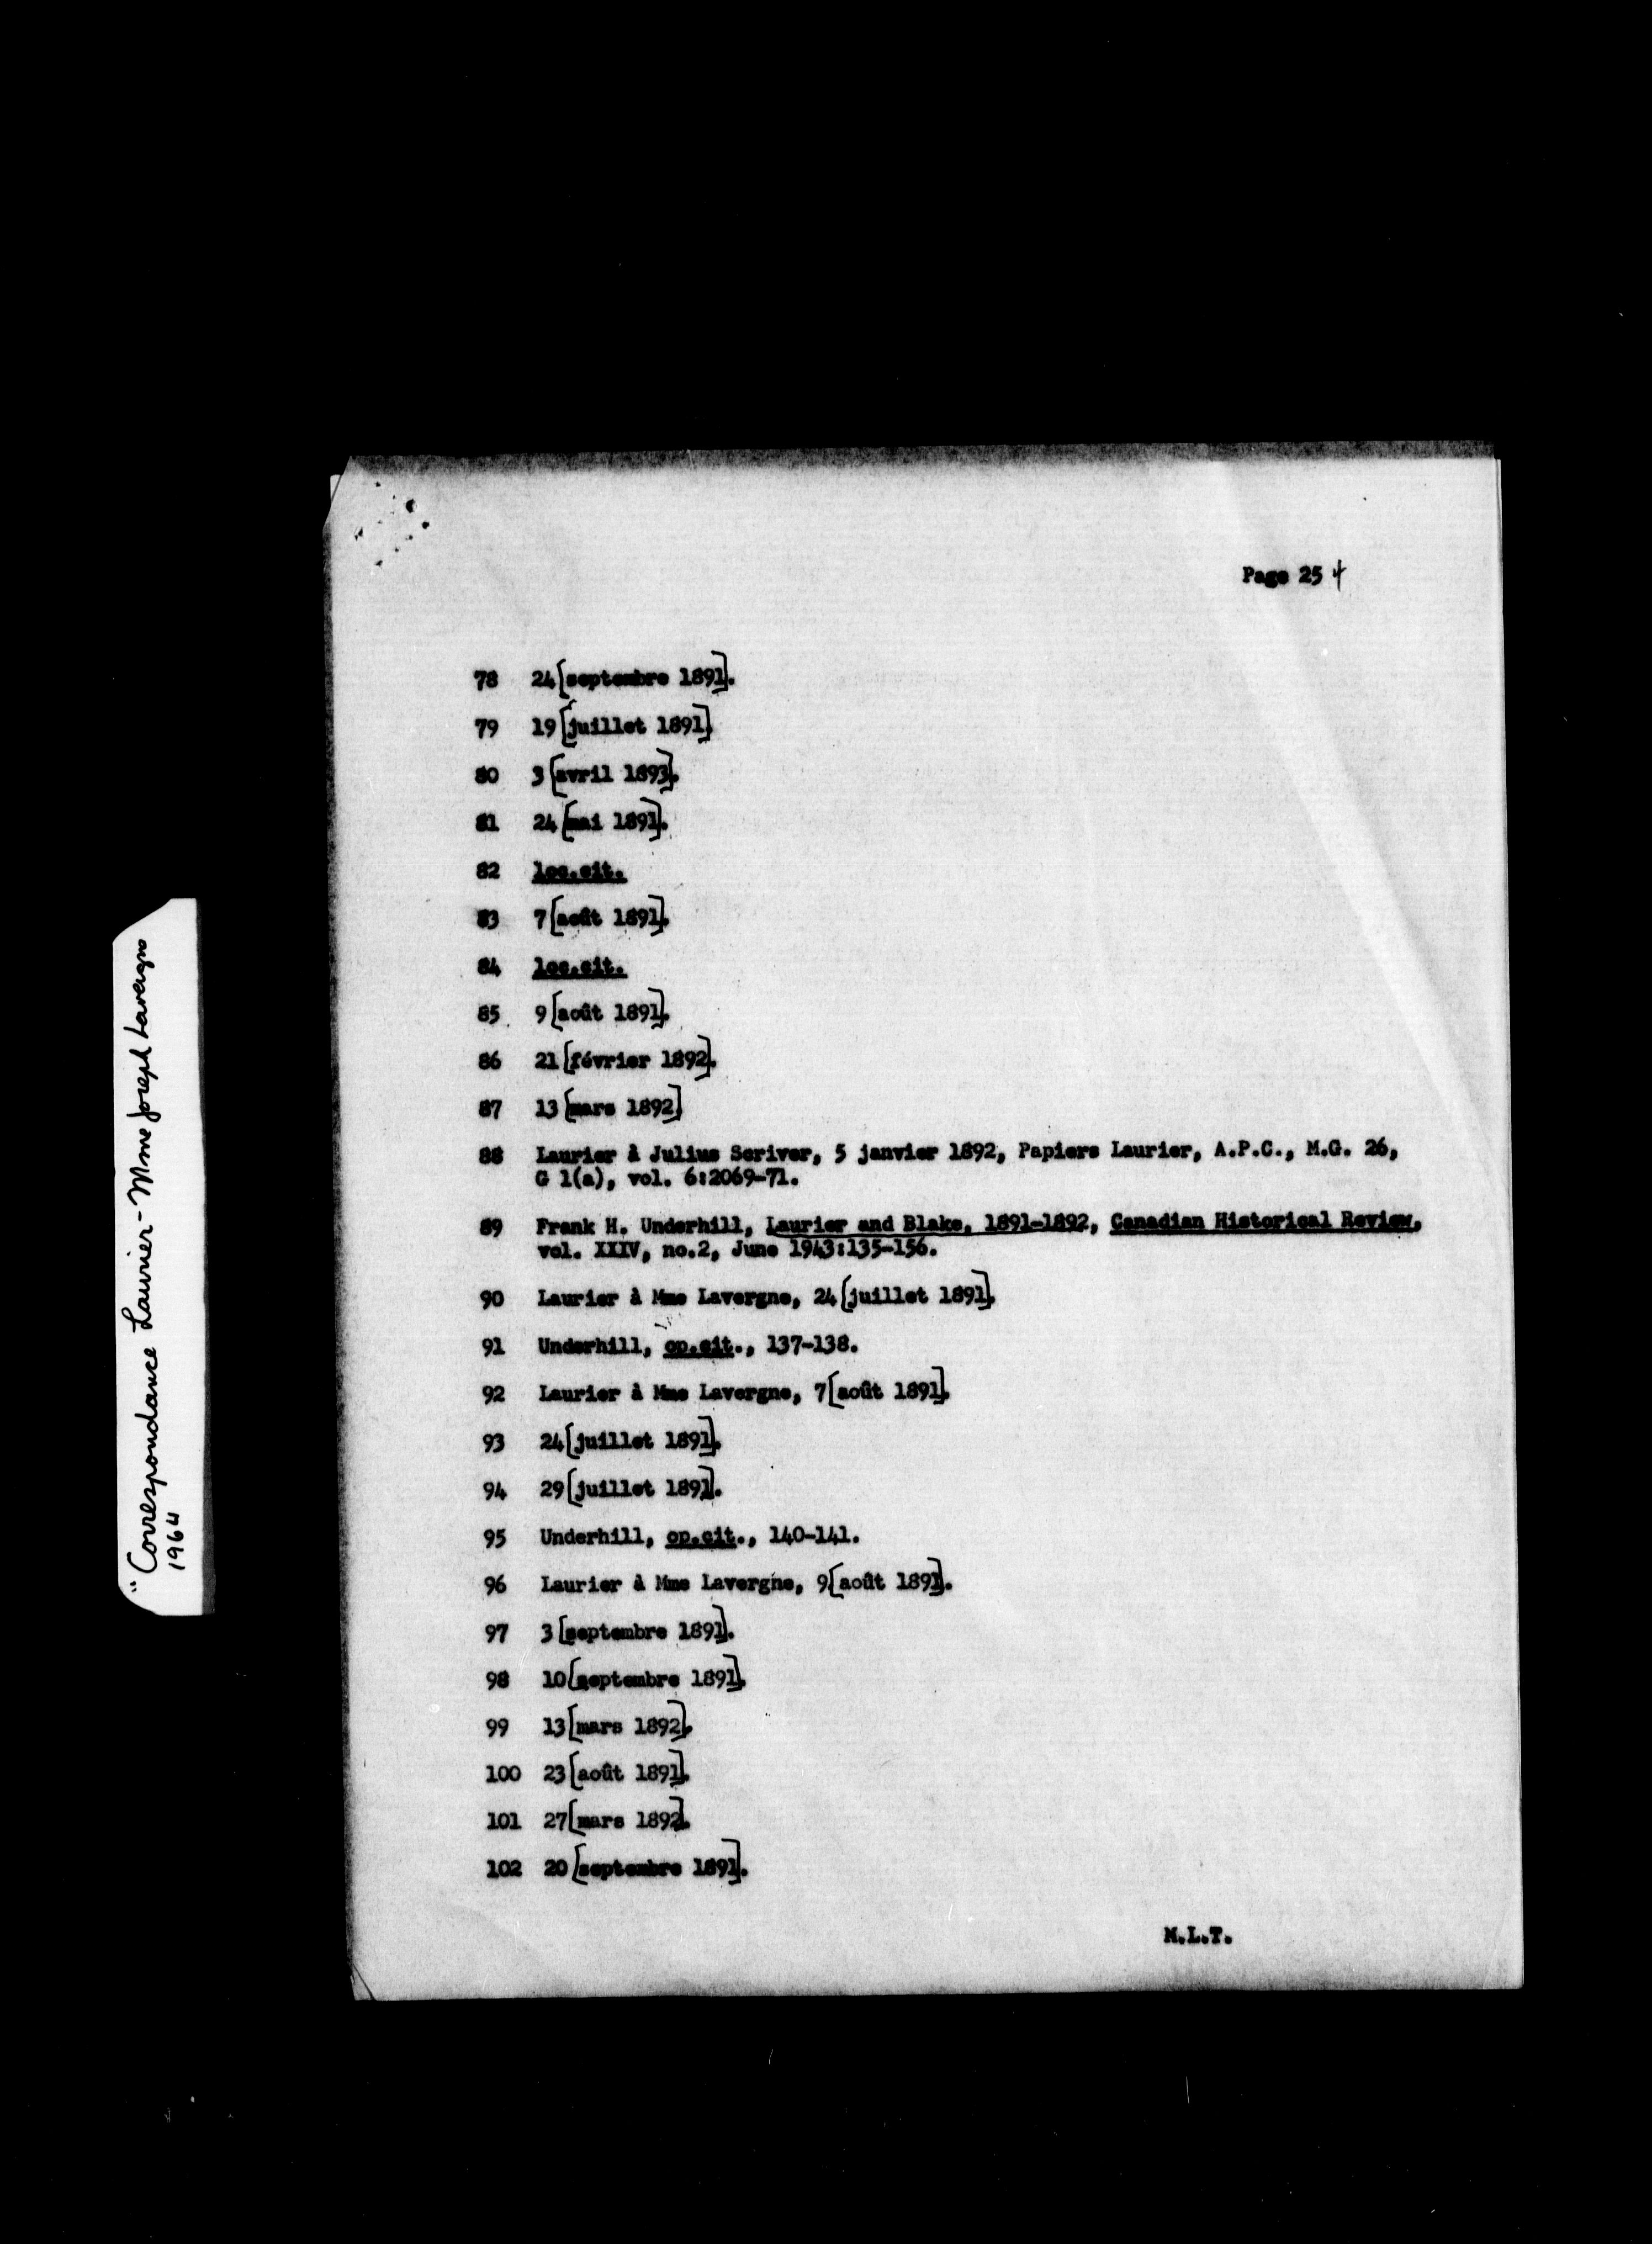 "Correspondance Laurier-Mme Joseph Lavergne
1964
Page 25 4
78 24 [septembre 1891].
79 19 [juillet 1891].
80 3 [avril 1893].
81 24 [mai 1891].
82 loc.cit.
83 7 [août 1891].
84 loc.cit.
85 9 [août 1891].
86 21 [février 1892].
87 13 [mars 1892]
88 Laurier à Julius Scriver, 5 janvier 1892, Papiers Laurier, A.P.C., M.G. 26,
G 1(a), vol. 6:2069-71.
89 Frank H. Underhill, Laurier and Blake, 1891-1892, Canadian Historical Review,
vol. XXIV, no.2, June 1943:135-156.
90 Laurier à Mme Lavergne, 24 [juillet 1891].
91 Underhill, op.cit., 137-138.
92 Laurier à Mme Lavergne, 7 [août 1891].
93 24 [juillet 1891].
94 29 [juillet 1891].
95 Underhill, op.cit., 140-141.
96 Laurier à Mme Lavergne, 9 [août 1891].
97 3 [septembre 1891].
98 10 [septembre 1891].
99 13 [mars 1892].
100 23 [août 1891].
101 27 [mars 1892].
102 20 [septembre 1891].
M.L.T.